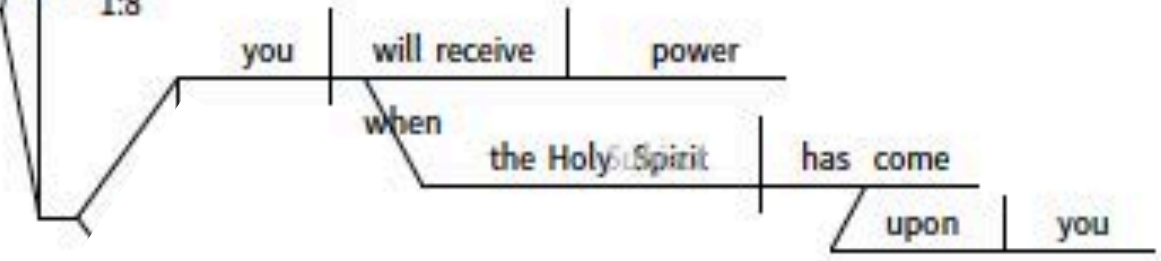 1:8
you will receive power
when
the Holy Spirit has come
upon you